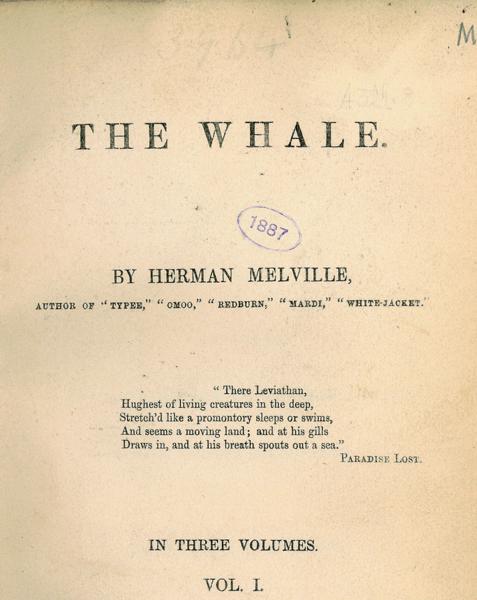 THE WHALE.
1887
BY HERMAN MELVILLE,
AUTHOR OF "TYPEE," "OMOO," "REDBURN," "MARDI," "WHITE-JACKET."
"There Leviathan,
Hughest of living creatures in the deep,
Stretch'd like a promontory sleeps or swims,
And seems a moving land; and at his gills
Draws in, and at his breath spouts out a sea."
PARADISE LOST.
IN THREE VOLUMES.
VOL. I.